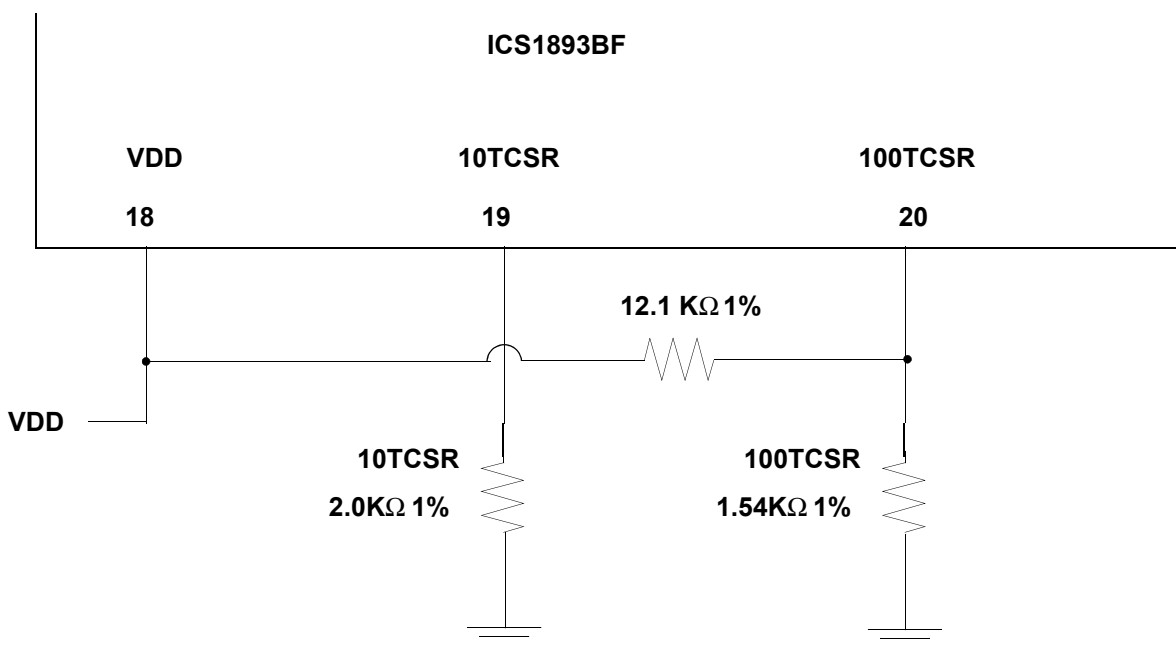 ICS1893BF
VDD 10TCSR 100TCSR
18 19 20
12.1 KΩ 1%
VDD
10TCSR 100TCSR
2.0KΩ 1% 1.54KΩ 1%